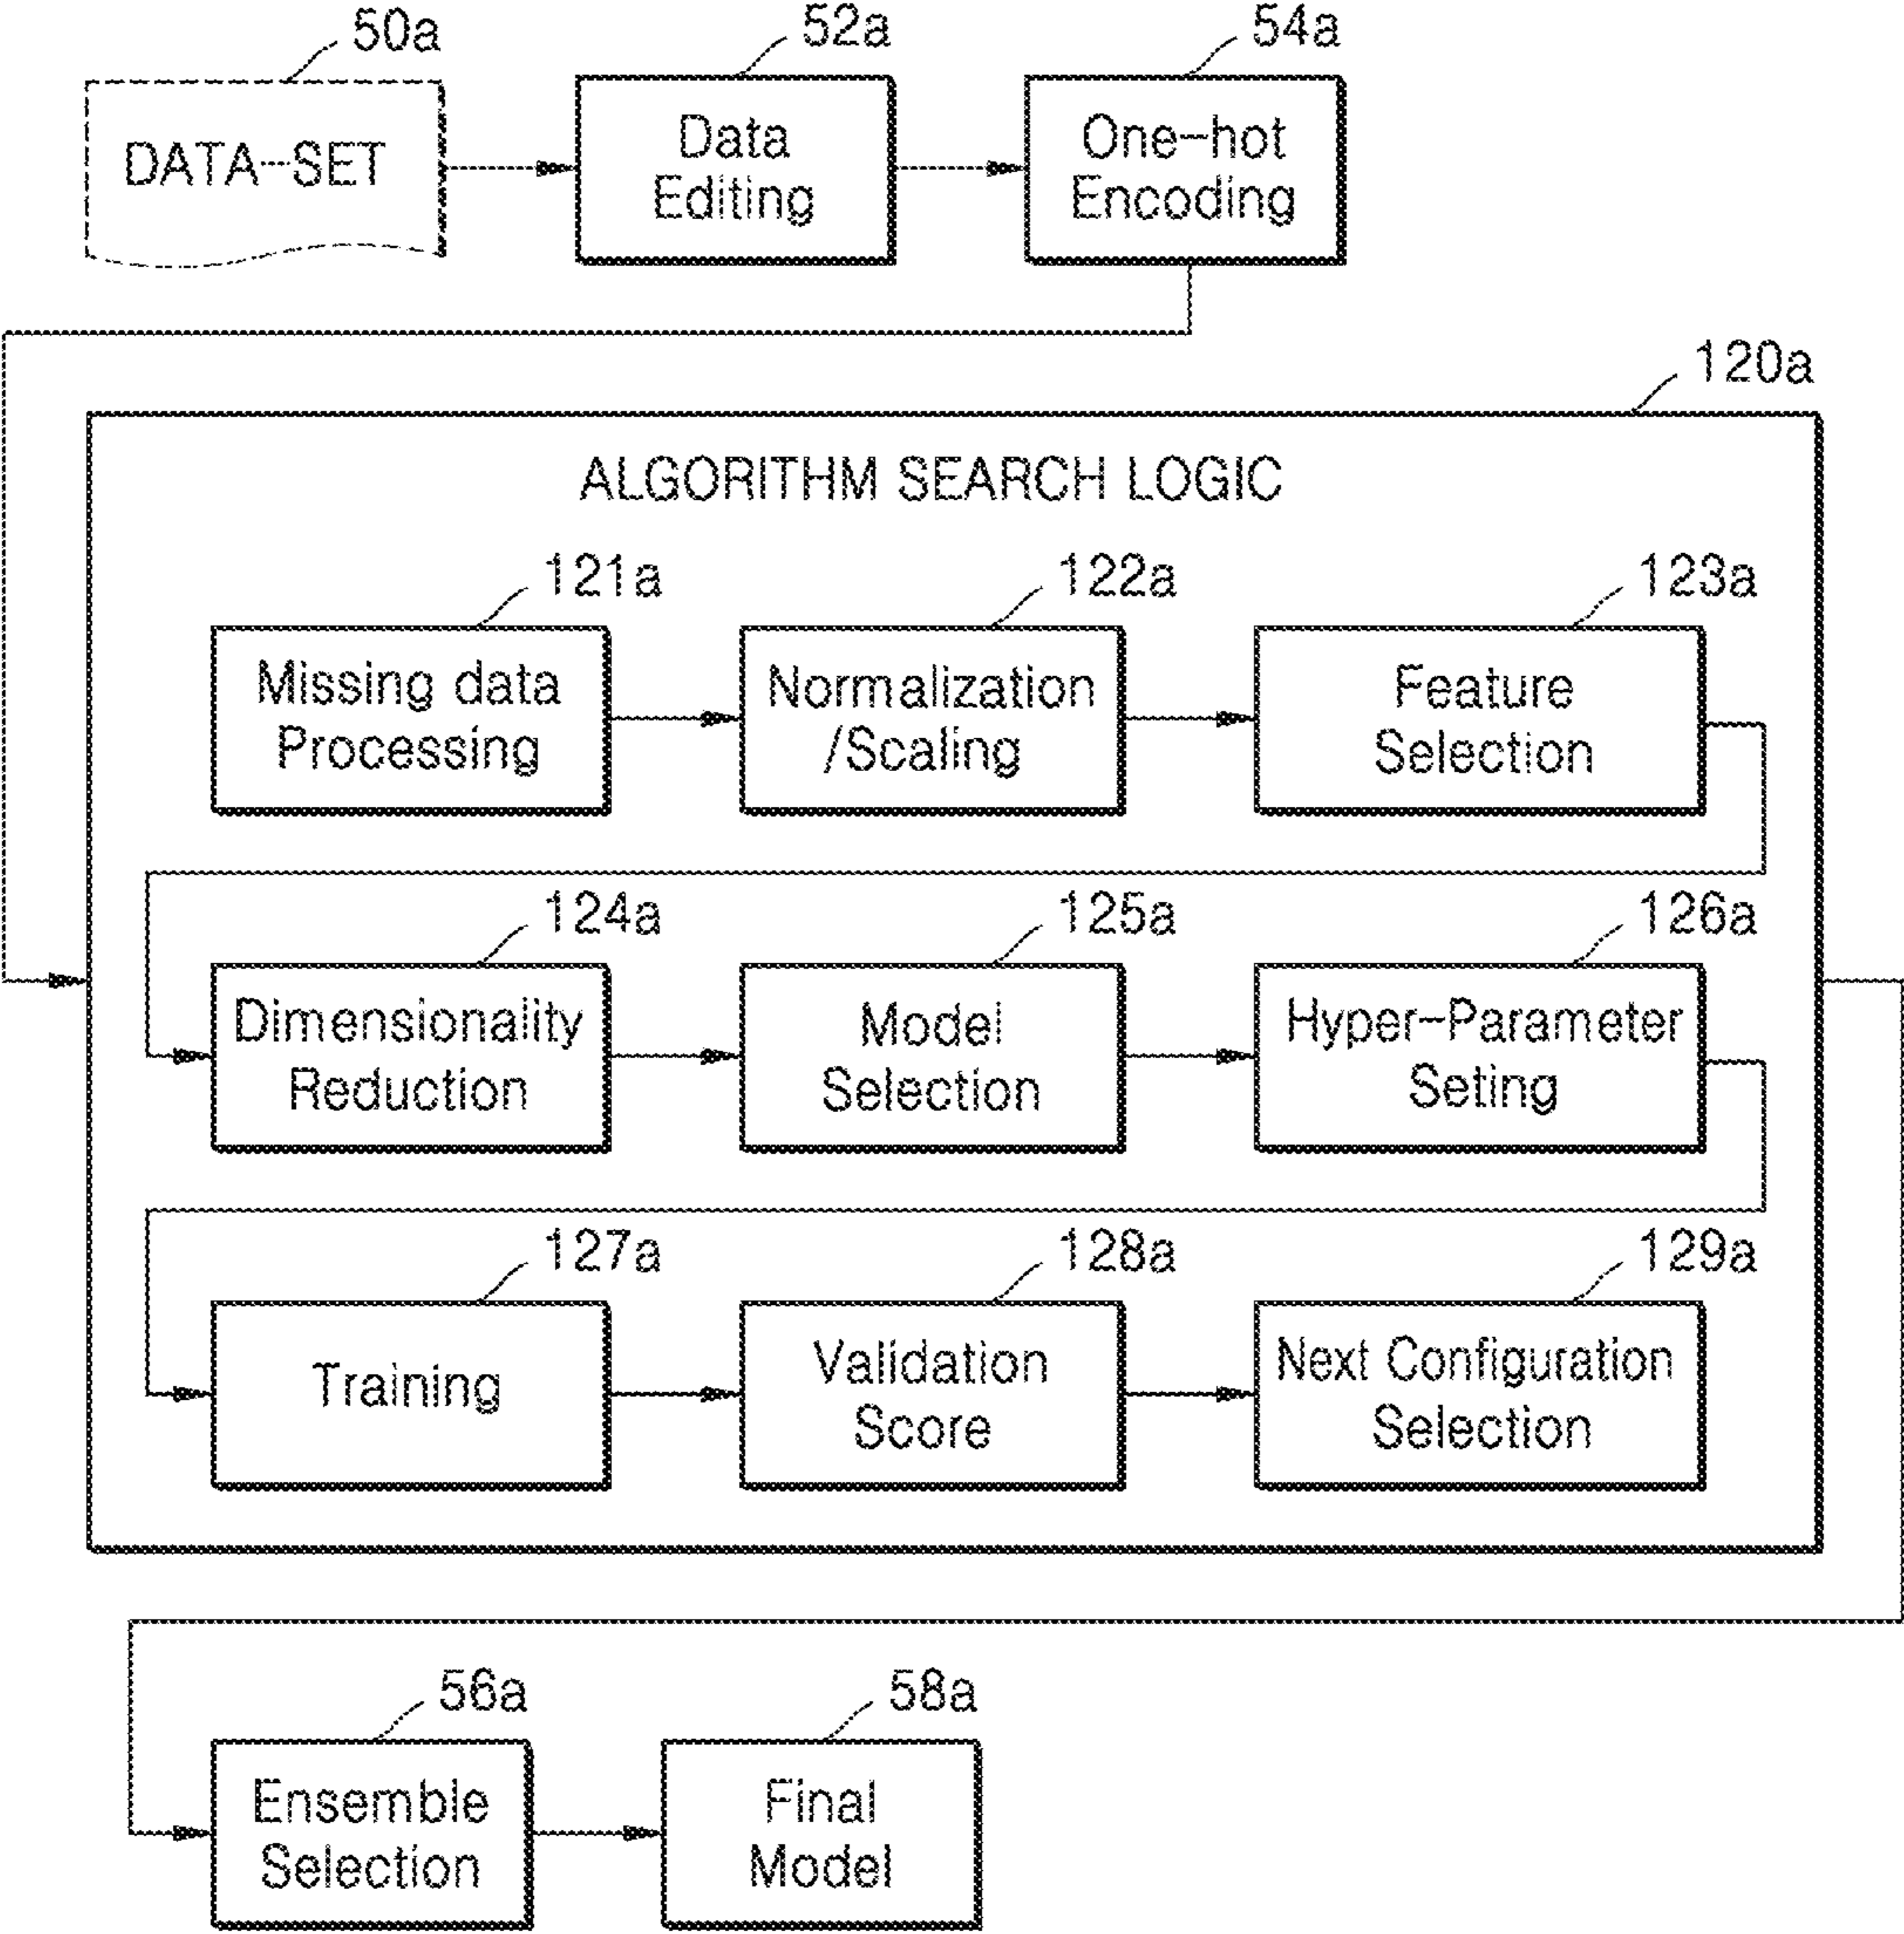 50a
52a
54a
DATA-SET
Data
Editing
One-hot
Encoding
120a
ALGORITHM SEARCH LOGIC
121a
122a
123a
Missing data
Processing
Normalization
/Scaling
Feature
Selection
124a
125a
126a
Dimensionality
Reduction
Model
Selection
Hyper-Parameter
Seting
127a
128a
129a
Training
Validation
Score
Next Configuration
Selection
56a
58a
Ensemble
Selection
Final
Model